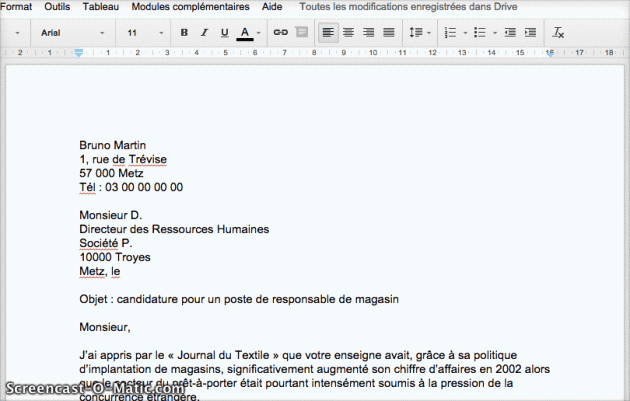 Format Outils Tableau Modules complémentaires Aide Toutes les modifications enregistrées dans Drive
Arial 11 B I U A
2 1 1 2 3 4 5 6 7 8 9 10 11 12 13 14 15 16 17 18
Bruno Martin
1, rue de Trévise
57 000 Metz
Tél : 03 00 00 00 00
Monsieur D.
Directeur des Ressources Humaines
Société P.
10000 Troyes
Metz, le
Objet : candidature pour un poste de responsable de magasin
Monsieur,
J'ai appris par le « Journal du Textile » que votre enseigne avait, grâce à sa politique
d'implantation de magasins, significativement augmenté son chiffre d'affaires en 2002 alors
que le secteur du prêt-à-porter était pourtant intensément soumis à la pression de la
concurrence étrangère.
Screencast-O-Matic.com